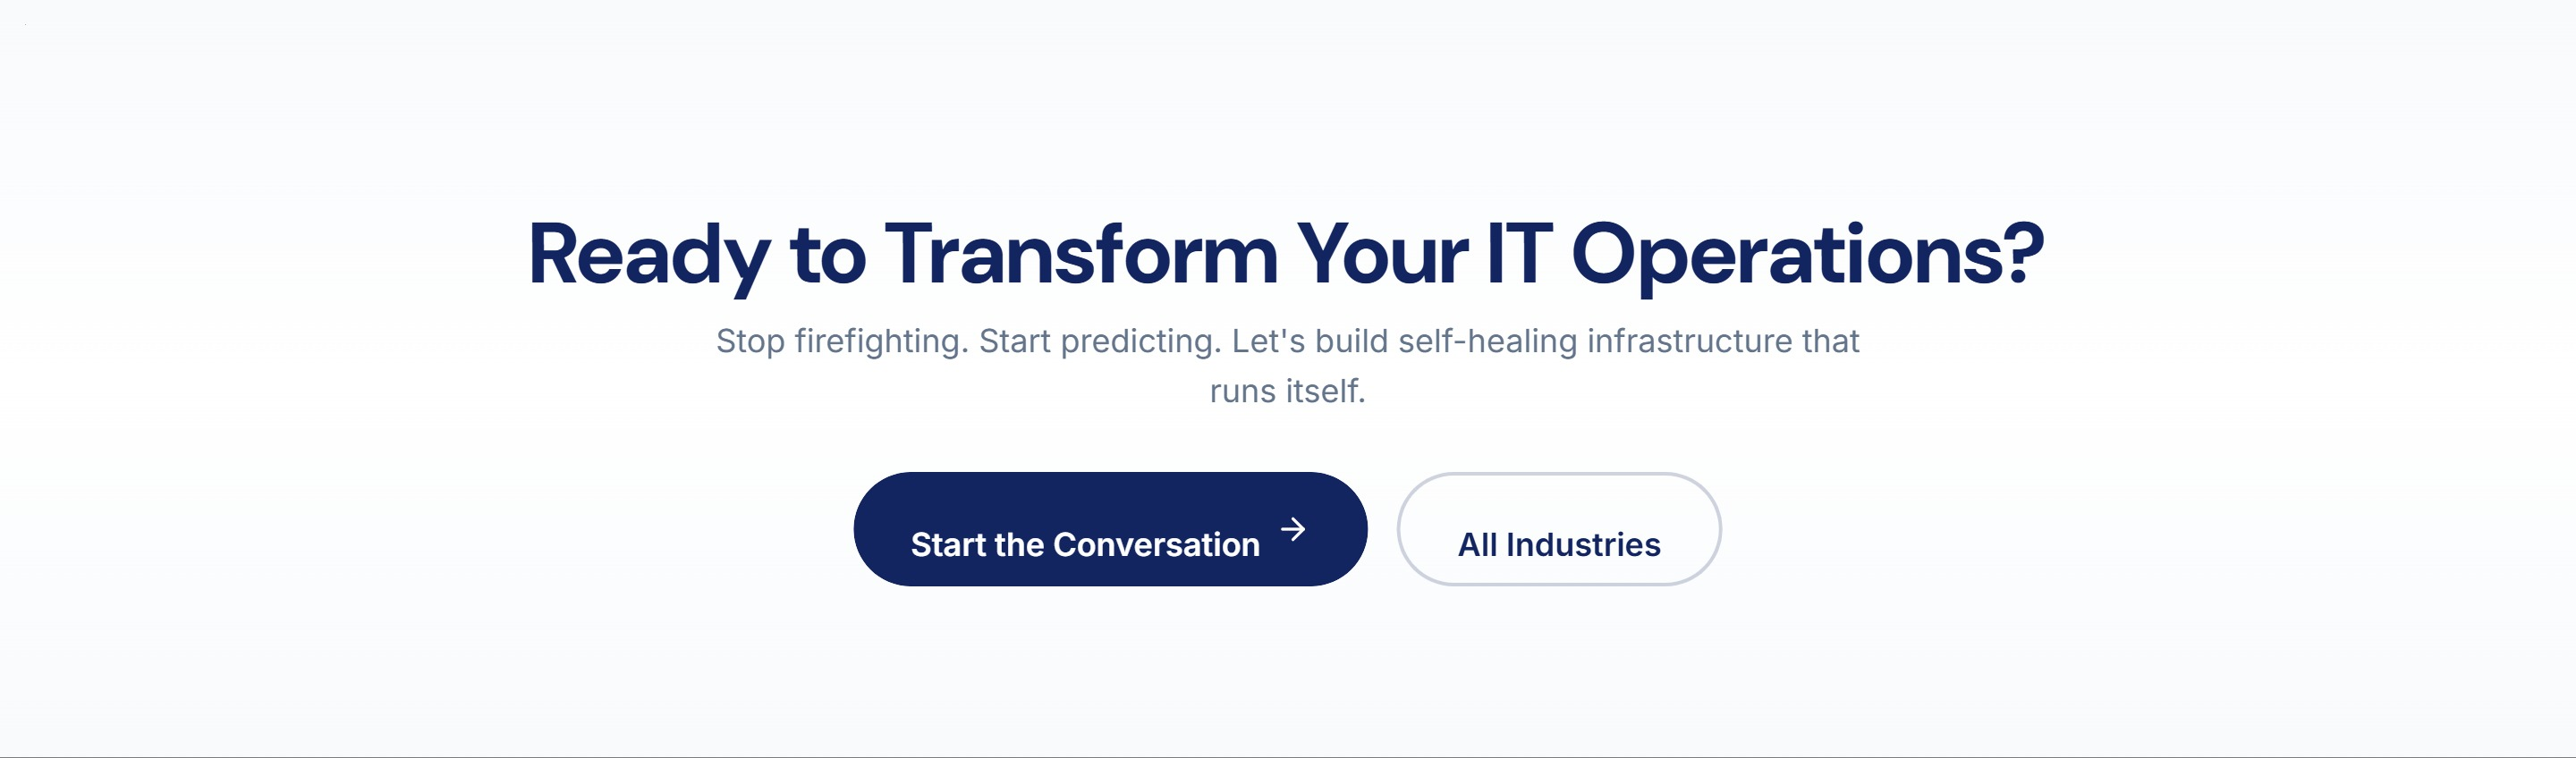 Ready to Transform Your IT Operations?
Stop firefighting. Start predicting. Let's build self-healing infrastructure that
runs itself.
Start the Conversation →
All Industries